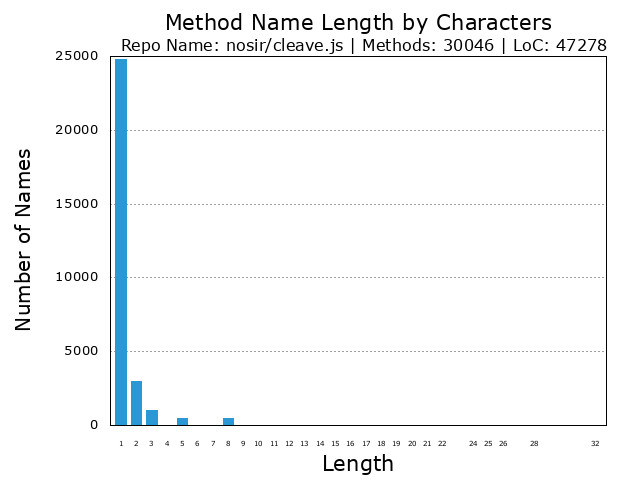 Method Name Length by Characters
Repo Name: nosir/cleave.js | Methods: 30046 | LoC: 47278
25000
20000
15000
10000
5000
0
Number of Names
1 2 3 4 5 6 7 8 9 10 11 12 13 14 15 16 17 18 19 20 21 22 24 25 26 28 32
Length